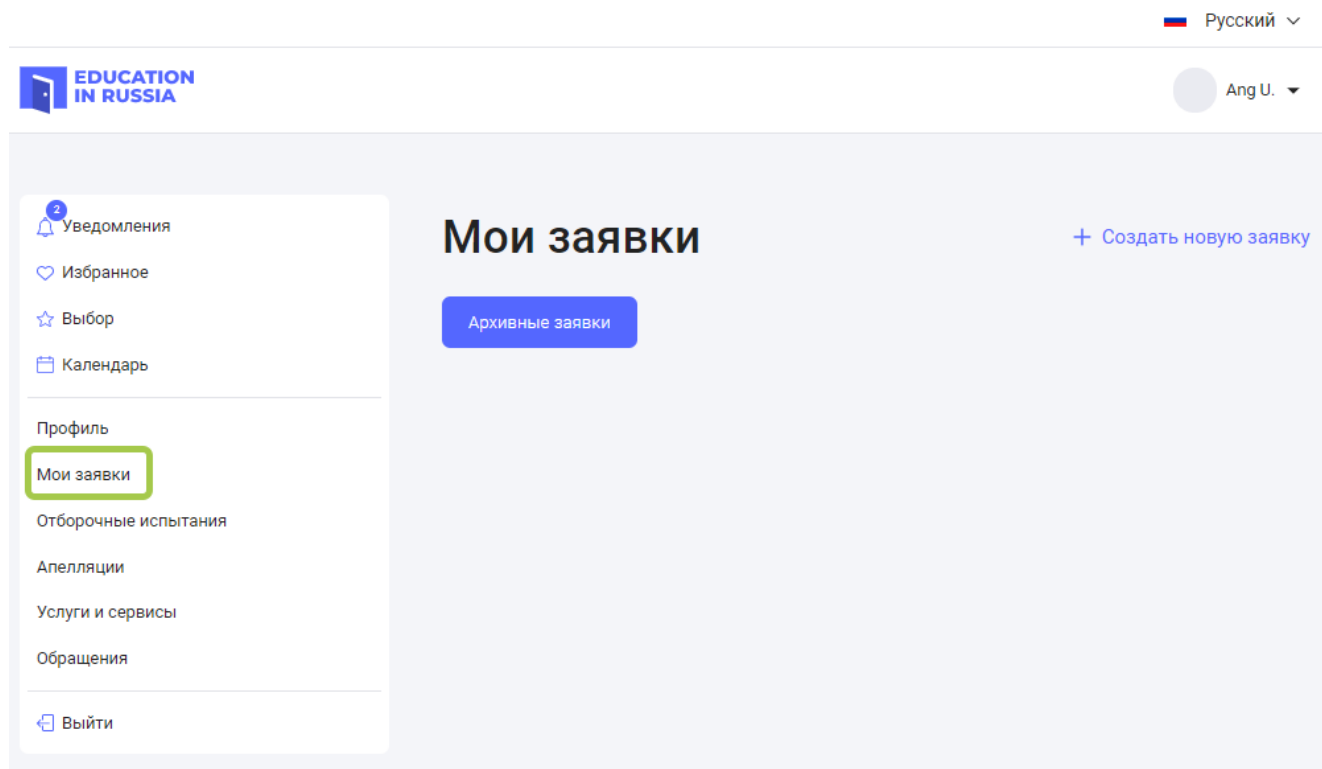 Русский
EDUCATION
IN RUSSIA
Ang U.
2
Уведомления
Избранное
Выбор
Календарь
Профиль
Мои заявки
Отборочные испытания
Апелляции
Услуги и сервисы
Обращения
Выйти
Мои заявки
+ Создать новую заявку
Архивные заявки